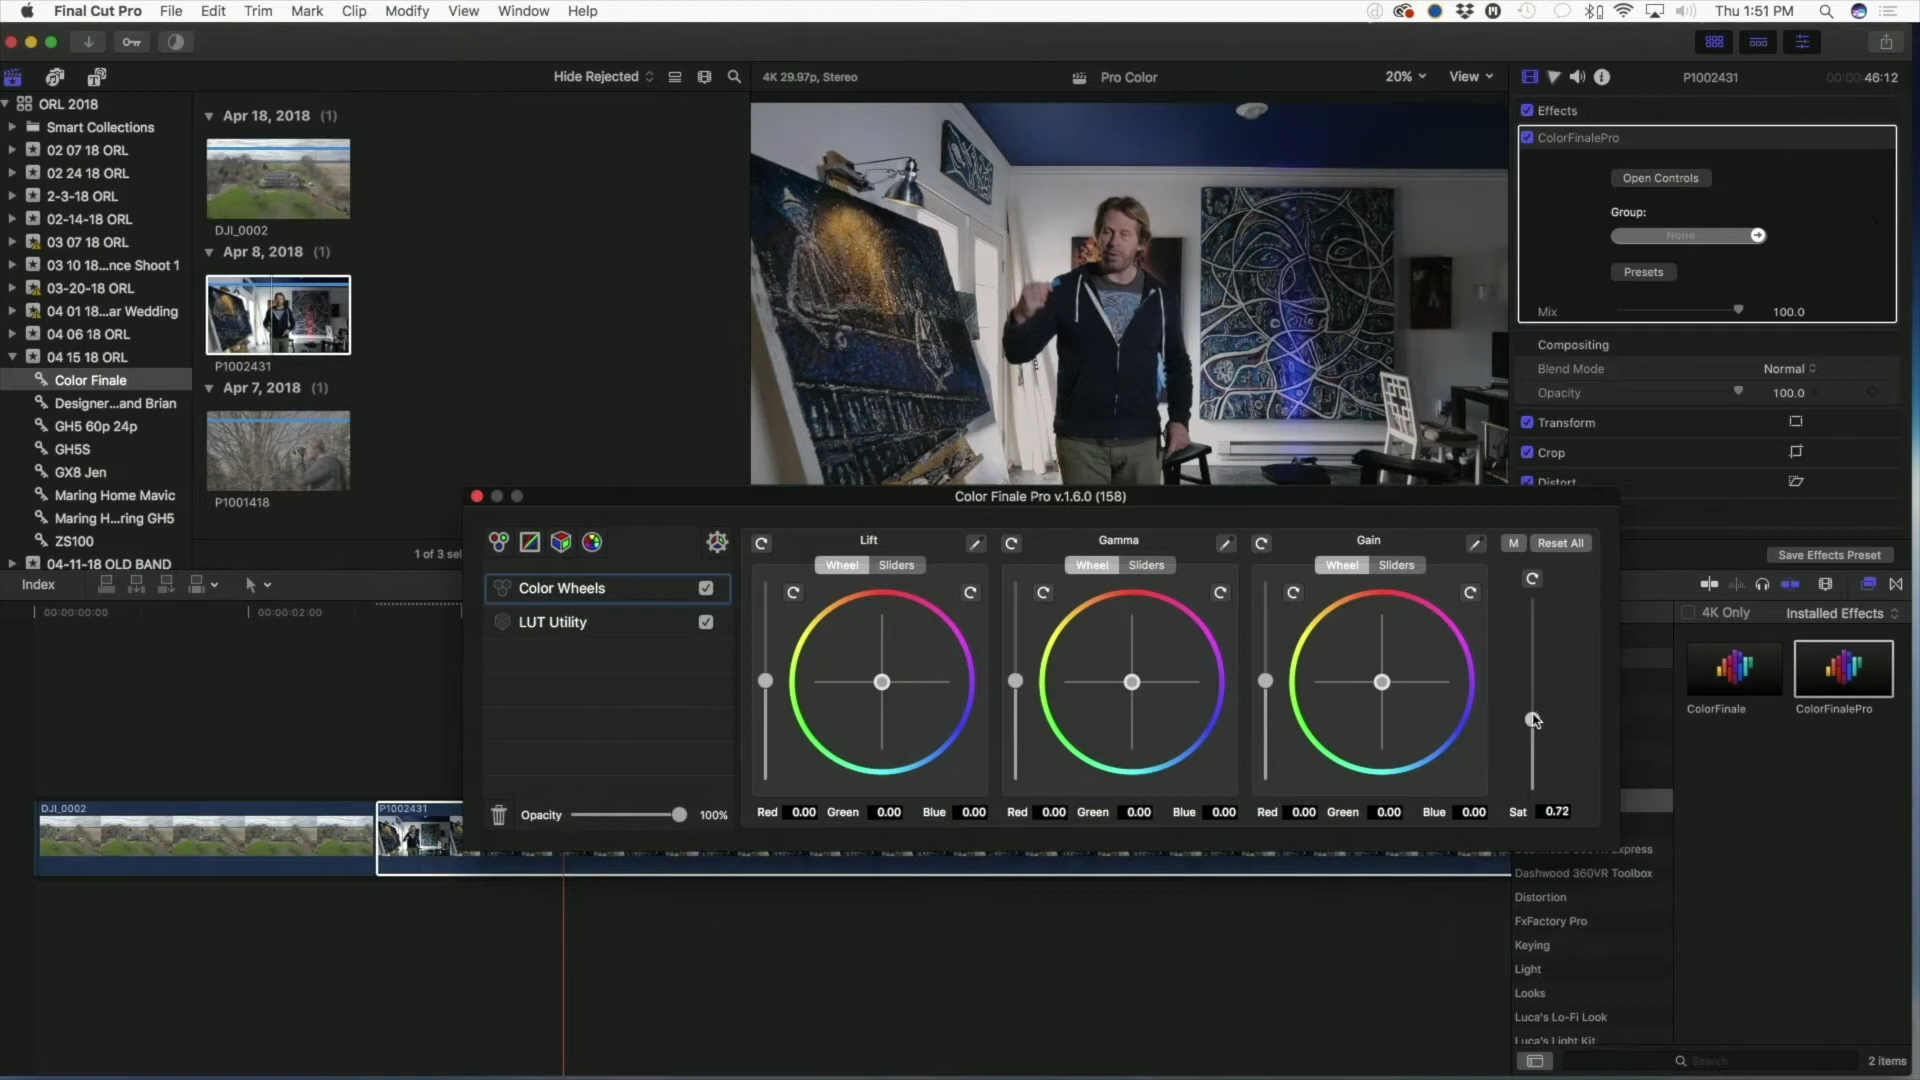 Final Cut Pro File Edit Trim Mark Clip Modify View Window Help
Thu 1:51 PM
Hide Rejected
4K 29.97p, Stereo
Pro Color
20%
View
P1002431
00:00:46:12
ORL 2018
Smart Collections
02 07 18 ORL
02 24 18 ORL
2-3-18 ORL
02-14-18 ORL
03 07 18 ORL
03 10 18...nce Shoot 1
03-20-18 ORL
04 01 18...ar Wedding
04 06 18 ORL
04 15 18 ORL
Color Finale
Designer...and Brian
GH5 60p 24p
GH5S
GX8 Jen
Maring Home Mavic
Maring H...ring GH5
ZS100
04-11-18 OLD BAND
Apr 18, 2018 (1)
DJI_0002
Apr 8, 2018 (1)
P1002431
Apr 7, 2018 (1)
P1001418
1 of 3 sel
Effects
ColorFinalePro
Open Controls
Group:
None
Presets
Mix 100.0
Compositing
Blend Mode Normal
Opacity 100.0
Transform
Crop
Distort
Save Effects Preset
Color Finale Pro v.1.6.0 (158)
Color Wheels
LUT Utility
Opacity 100%
Lift
Wheel Sliders
Red 0.00 Green 0.00 Blue 0.00
Gamma
Wheel Sliders
Red 0.00 Green 0.00 Blue 0.00
Gain
Wheel Sliders
Red 0.00 Green 0.00 Blue 0.00
M Reset All
Sat 0.72
Index
00:00:00:00
00:00:02:00
DJI_0002
P1002431
4K Only
Installed Effects
ColorFinale
ColorFinalePro
Dashwood 360VR Toolbox
Distortion
FxFactory Pro
Keying
Light
Looks
Luca's Lo-Fi Look
Luca's Light Kit
Search
2 items